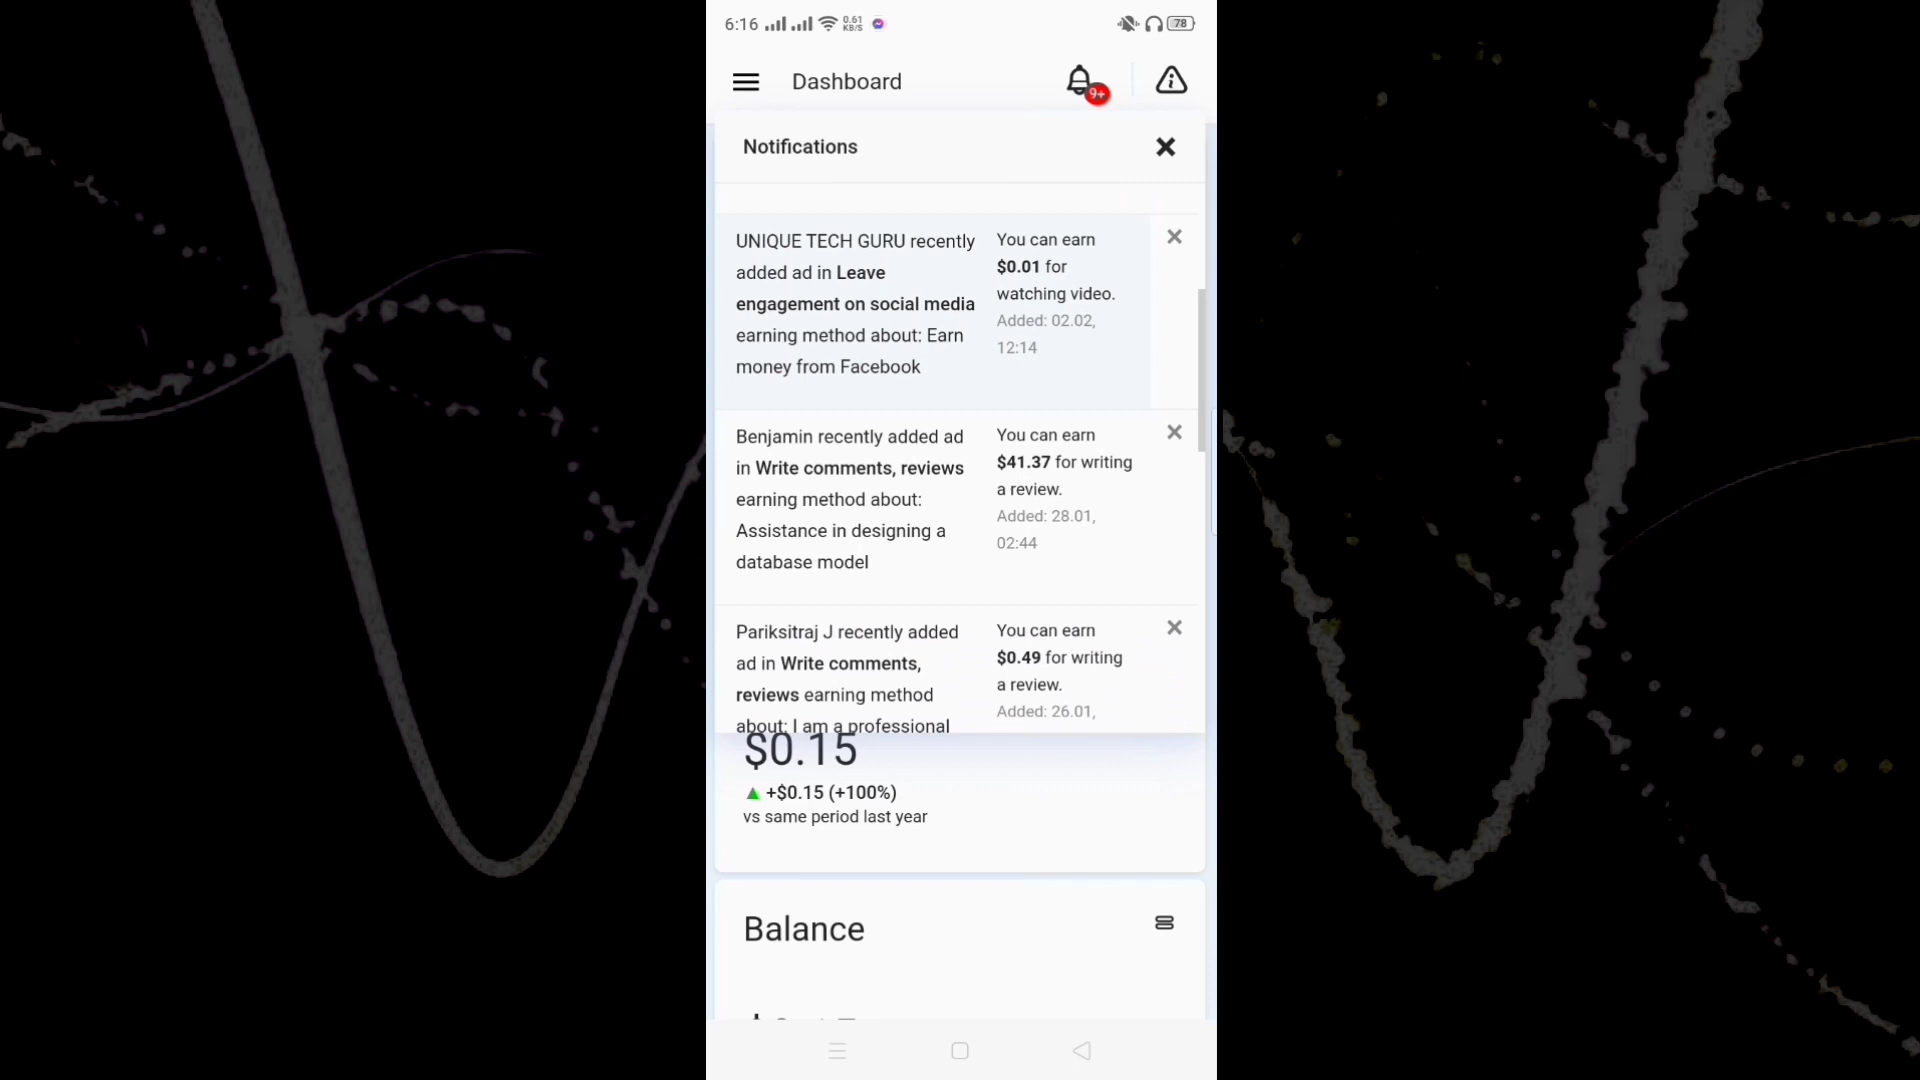 6:16 0.61 KB/S 78
Dashboard 9+
Notifications
UNIQUE TECH GURU recently
added ad in Leave
engagement on social media
earning method about: Earn
money from Facebook
You can earn
$0.01 for
watching video.
Added: 02.02,
12:14
Benjamin recently added ad
in Write comments, reviews
earning method about:
Assistance in designing a
database model
You can earn
$41.37 for writing
a review.
Added: 28.01,
02:44
Pariksitraj J recently added
ad in Write comments,
reviews earning method
about: I am a professional
You can earn
$0.49 for writing
a review.
Added: 26.01,
$0.15
+$0.15 (+100%)
vs same period last year
Balance